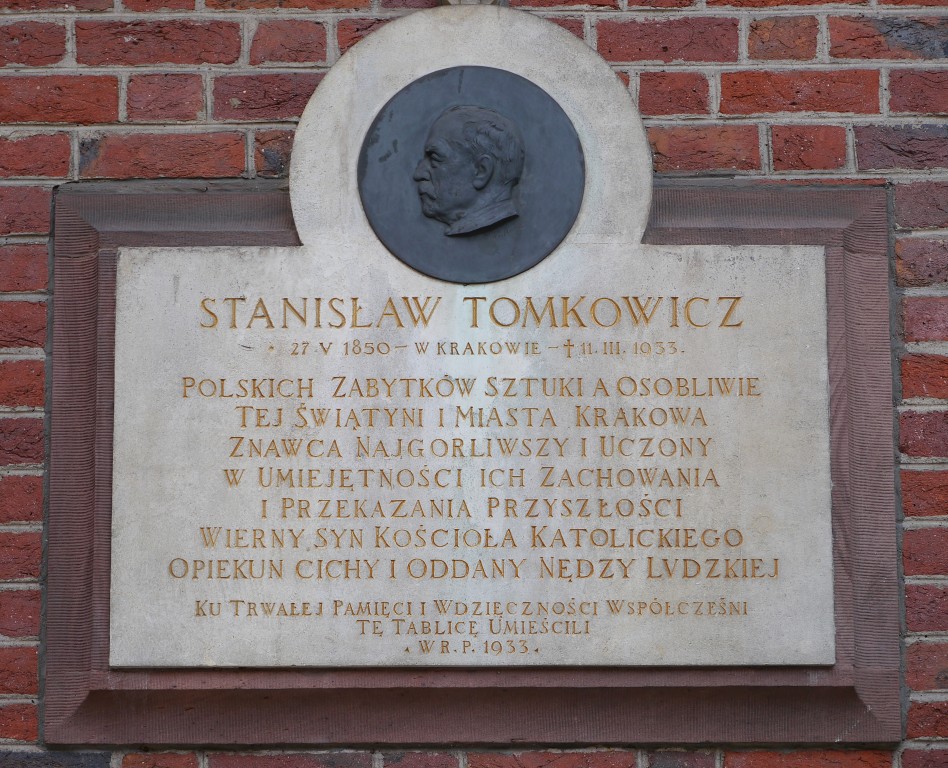 STANISŁAW TOMKOWICZ
· 27·V 1850 – W KRAKOWIE – † 11. III. 1933 ·
POLSKICH ZABYTKÓW SZTUKI A OSOBLIWIE
TEJ ŚWIĄTYNI I MIASTA KRAKOWA
ZNAWCA NAJGORLIWSZY I UCZONY
W UMIEJĘTNOŚCI ICH ZACHOWANIA
I PRZEKAZANIA PRZYSZŁOŚCI
WIERNY SYN KOŚCIOŁA KATOLICKIEGO
OPIEKUN CICHY I ODDANY NĘDZY LVDZKIEJ
KU TRWAŁEJ PAMIĘCI I WDZIĘCZNOŚCI WSPÓŁCZEŚNI
TĘ TABLICĘ UMIEŚCILI
· W R. P. 1933 ·